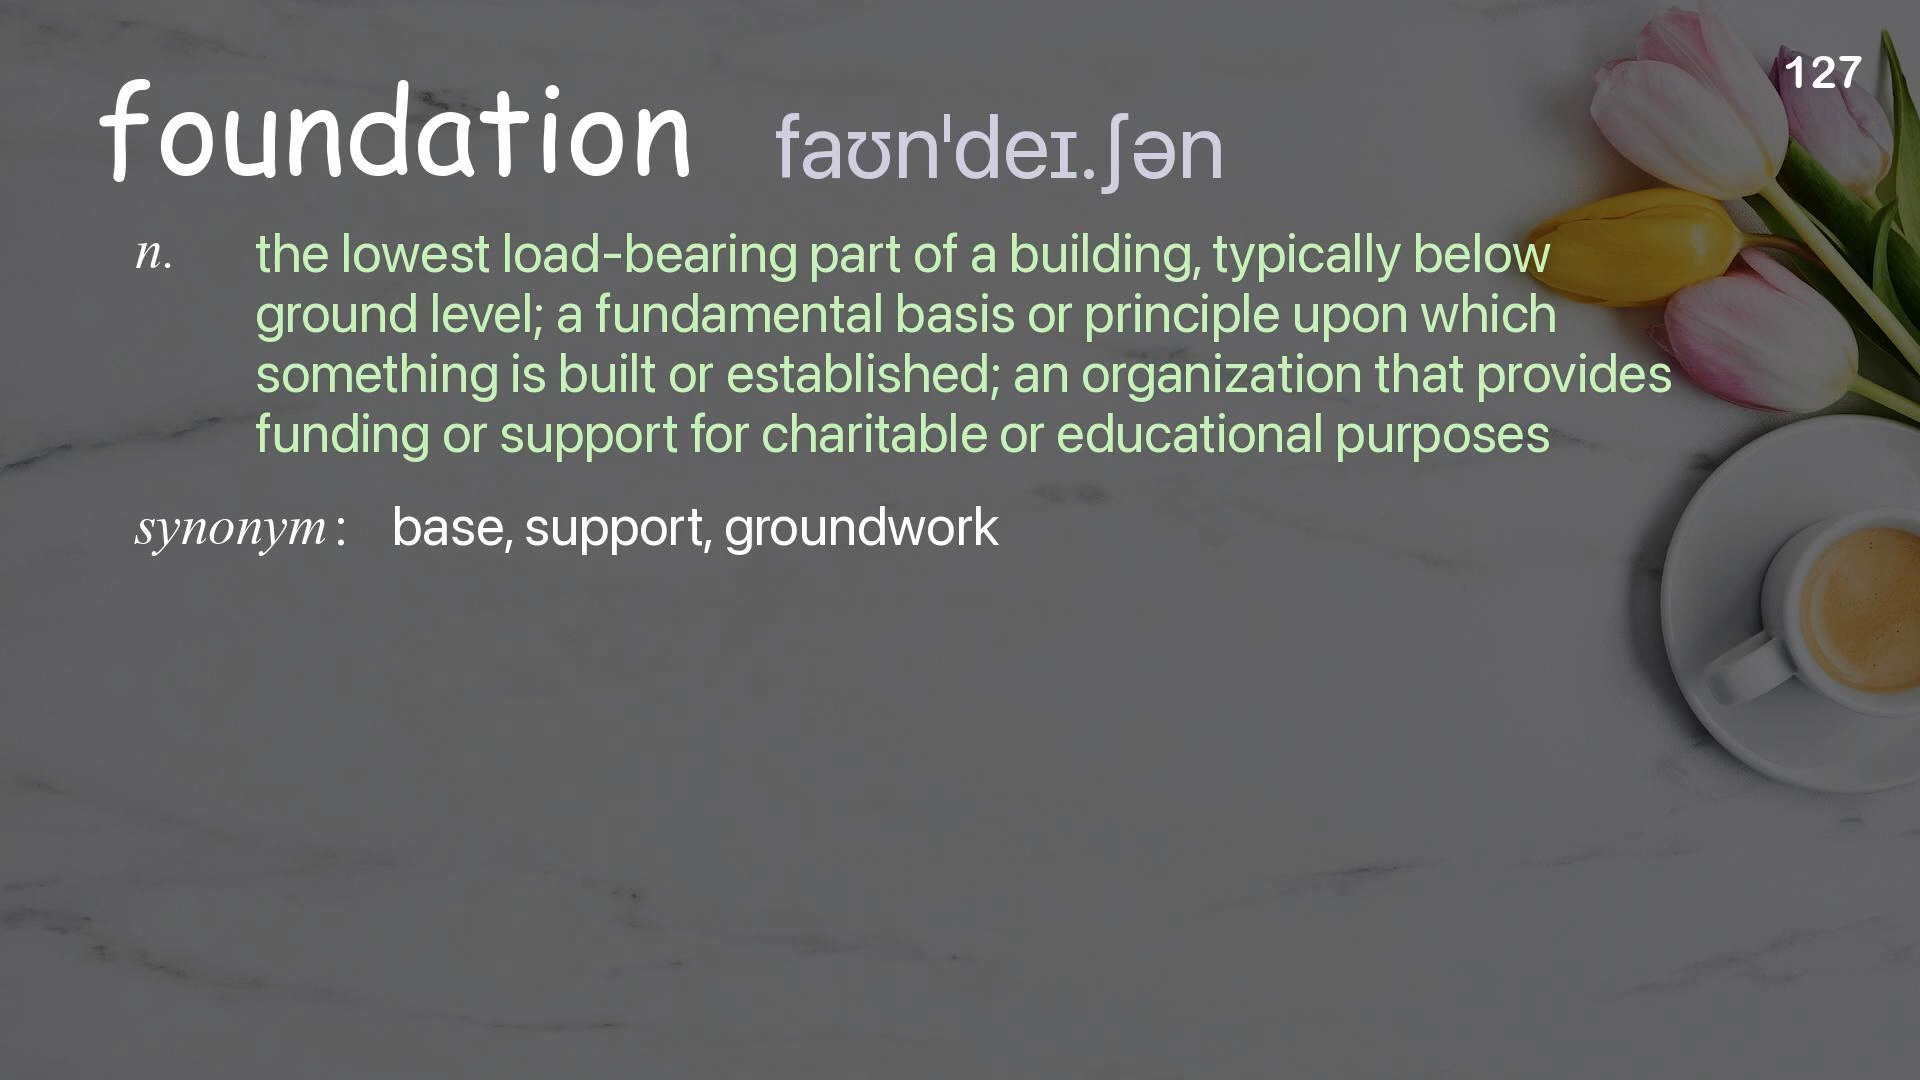 127
foundation faʊnˈdeɪ.ʃən
n. the lowest load-bearing part of a building, typically below
ground level; a fundamental basis or principle upon which
something is built or established; an organization that provides
funding or support for charitable or educational purposes
synonym: base, support, groundwork